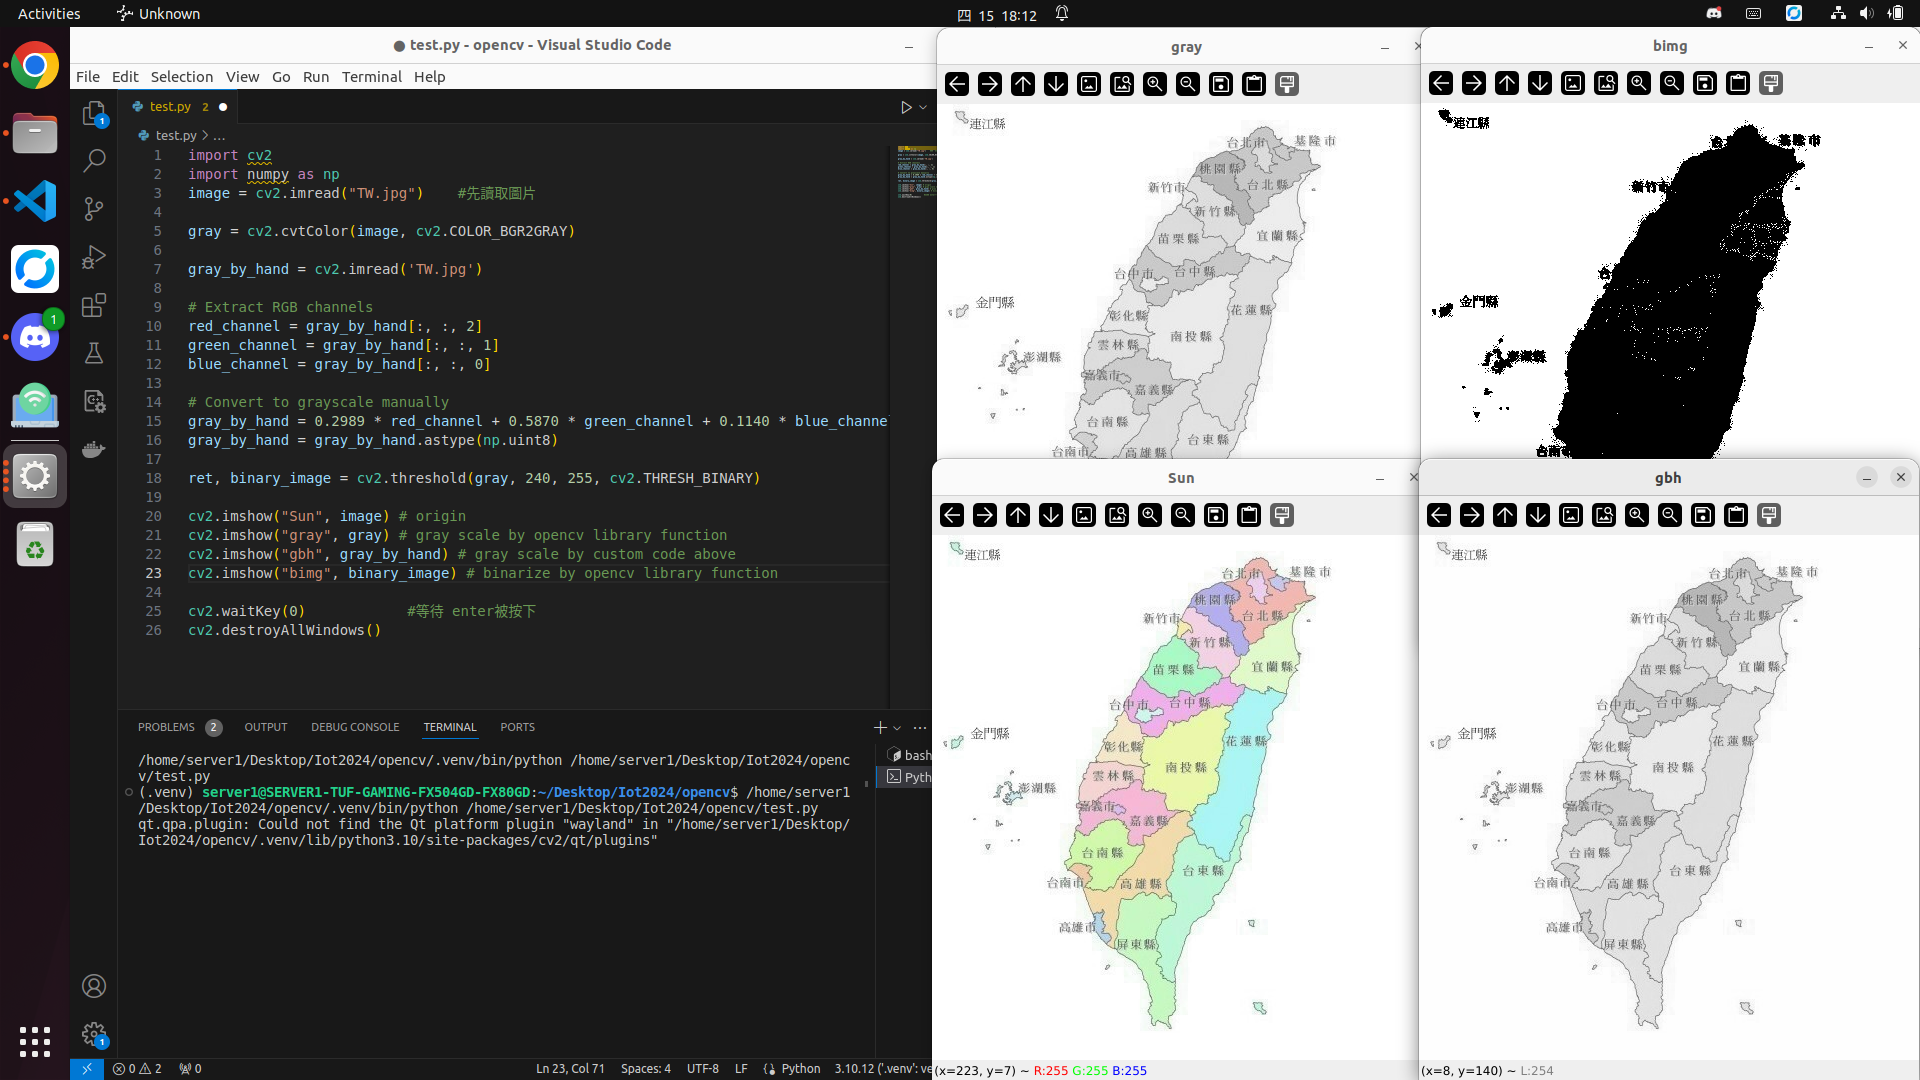 Activities
Unknown
四 15 18:12
● test.py - opencv - Visual Studio Code
File Edit Selection View Go Run Terminal Help
1
test.py 2
test.py > ...
1 import cv2
2 import numpy as np
3 image = cv2.imread("TW.jpg") #先讀取圖片
4
5 gray = cv2.cvtColor(image, cv2.COLOR_BGR2GRAY)
6
7 gray_by_hand = cv2.imread('TW.jpg')
8
9 # Extract RGB channels
10 red_channel = gray_by_hand[:, :, 2]
11 green_channel = gray_by_hand[:, :, 1]
12 blue_channel = gray_by_hand[:, :, 0]
13
14 # Convert to grayscale manually
15 gray_by_hand = 0.2989 * red_channel + 0.5870 * green_channel + 0.1140 * blue_channe
16 gray_by_hand = gray_by_hand.astype(np.uint8)
17
18 ret, binary_image = cv2.threshold(gray, 240, 255, cv2.THRESH_BINARY)
19
20 cv2.imshow("Sun", image) # origin
21 cv2.imshow("gray", gray) # gray scale by opencv library function
22 cv2.imshow("gbh", gray_by_hand) # gray scale by custom code above
23 cv2.imshow("bimg", binary_image) # binarize by opencv library function
24
25 cv2.waitKey(0) #等待 enter被按下
26 cv2.destroyAllWindows()
PROBLEMS 2 OUTPUT DEBUG CONSOLE TERMINAL PORTS
/home/server1/Desktop/Iot2024/opencv/.venv/bin/python /home/server1/Desktop/Iot2024/openc
v/test.py
(.venv) server1@SERVER1-TUF-GAMING-FX504GD-FX80GD:~/Desktop/Iot2024/opencv$ /home/server1
/Desktop/Iot2024/opencv/.venv/bin/python /home/server1/Desktop/Iot2024/opencv/test.py
qt.qpa.plugin: Could not find the Qt platform plugin "wayland" in "/home/server1/Desktop/
Iot2024/opencv/.venv/lib/python3.10/site-packages/cv2/qt/plugins"
bash
Pyth
1
1
0 2 0
Ln 23, Col 71 Spaces: 4 UTF-8 LF Python 3.10.12 ('.venv': ve
gray
連江縣
台北市
基隆市
桃園縣
台北縣
新竹市
新竹縣
苗栗縣
宜蘭縣
台中市
台中縣
金門縣
花蓮縣
彰化縣
南投縣
雲林縣
澎湖縣
嘉義市
嘉義縣
台南縣
台東縣
台南市
高雄縣
bimg
連江縣
基隆市
新竹市
金門縣
澎湖縣
台南市
Sun
連江縣
台北市
基隆市
桃園縣
台北縣
新竹市
新竹縣
苗栗縣
宜蘭縣
台中市
台中縣
金門縣
花蓮縣
彰化縣
南投縣
雲林縣
澎湖縣
嘉義市
嘉義縣
台南縣
台東縣
台南市
高雄縣
高雄市
屏東縣
(x=223, y=7) ~ R:255 G:255 B:255
gbh
連江縣
台北市
基隆市
桃園縣
台北縣
新竹市
新竹縣
苗栗縣
宜蘭縣
台中市
台中縣
金門縣
花蓮縣
彰化縣
南投縣
雲林縣
澎湖縣
嘉義市
嘉義縣
台南縣
台東縣
台南市
高雄縣
高雄市
屏東縣
(x=8, y=140) ~ L:254